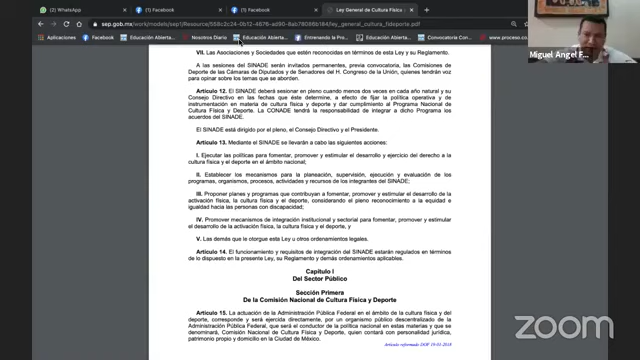 (2) WhatsApp
Facebook
(1) Facebook
Ley General de Cultura Física y
sep.gob.mx/work/models/sep1/Resource/558c2c24-0b12-4676-ad90-8ab78086b184/ley_general_cultura_fideporte.pdf
Aplicaciones
Facebook
Educación Abierta...
Nosotros Diario
Educación Abierta...
Entrenando la Pro...
Educación Abierta...
Convocatoria Con...
www.proceso.co
Miguel Angel F...
VII. Las Asociaciones y Sociedades que estén reconocidas en términos de esta Ley y su Reglamento.
A las sesiones del SINADE serán invitados permanentes, previa convocatoria, las Comisiones de
Deporte de las Cámaras de Diputados y de Senadores del H. Congreso de la Unión, quienes tendrán voz
para opinar sobre los temas que se aborden.
Artículo 12. El SINADE deberá sesionar en pleno cuando menos dos veces en cada año natural y su
Consejo Directivo en las fechas que éste determine, a efecto de fijar la política operativa y de
instrumentación en materia de cultura física y deporte y dar cumplimiento al Programa Nacional de
Cultura Física y Deporte. La CONADE tendrá la responsabilidad de integrar a dicho Programa los
acuerdos del SINADE.
El SINADE está dirigido por el pleno, el Consejo Directivo y el Presidente.
Artículo 13. Mediante el SINADE se llevarán a cabo las siguientes acciones:
I. Ejecutar las políticas para fomentar, promover y estimular el desarrollo y ejercicio del derecho a la
cultura física y el deporte en el ámbito nacional;
II. Establecer los mecanismos para la planeación, supervisión, ejecución y evaluación de los
programas, organismos, procesos, actividades y recursos de los integrantes del SINADE;
III. Proponer planes y programas que contribuyan a fomentar, promover y estimular el desarrollo de la
activación física, la cultura física y el deporte, considerando el pleno reconocimiento a la equidad e
igualdad hacia las personas con discapacidad;
IV. Promover mecanismos de integración institucional y sectorial para fomentar, promover y estimular
el desarrollo de la activación física, la cultura física y el deporte, y
V. Las demás que le otorgue esta Ley u otros ordenamientos legales.
Artículo 14. El funcionamiento y requisitos de integración del SINADE estarán regulados en términos
de lo dispuesto en la presente Ley, su Reglamento y demás ordenamientos aplicables.
Capítulo I
Del Sector Público
Sección Primera
De la Comisión Nacional de Cultura Física y Deporte
Artículo 15. La actuación de la Administración Pública Federal en el ámbito de la cultura física y del
deporte, corresponde y será ejercida directamente, por un organismo público descentralizado de la
Administración Pública Federal, que será el conductor de la política nacional en estas materias y que se
denominará, Comisión Nacional de Cultura Física y Deporte, quien contará con personalidad jurídica,
patrimonio propio y domicilio en la Ciudad de México.
Artículo reformado DOF 19-01-2018
zoom